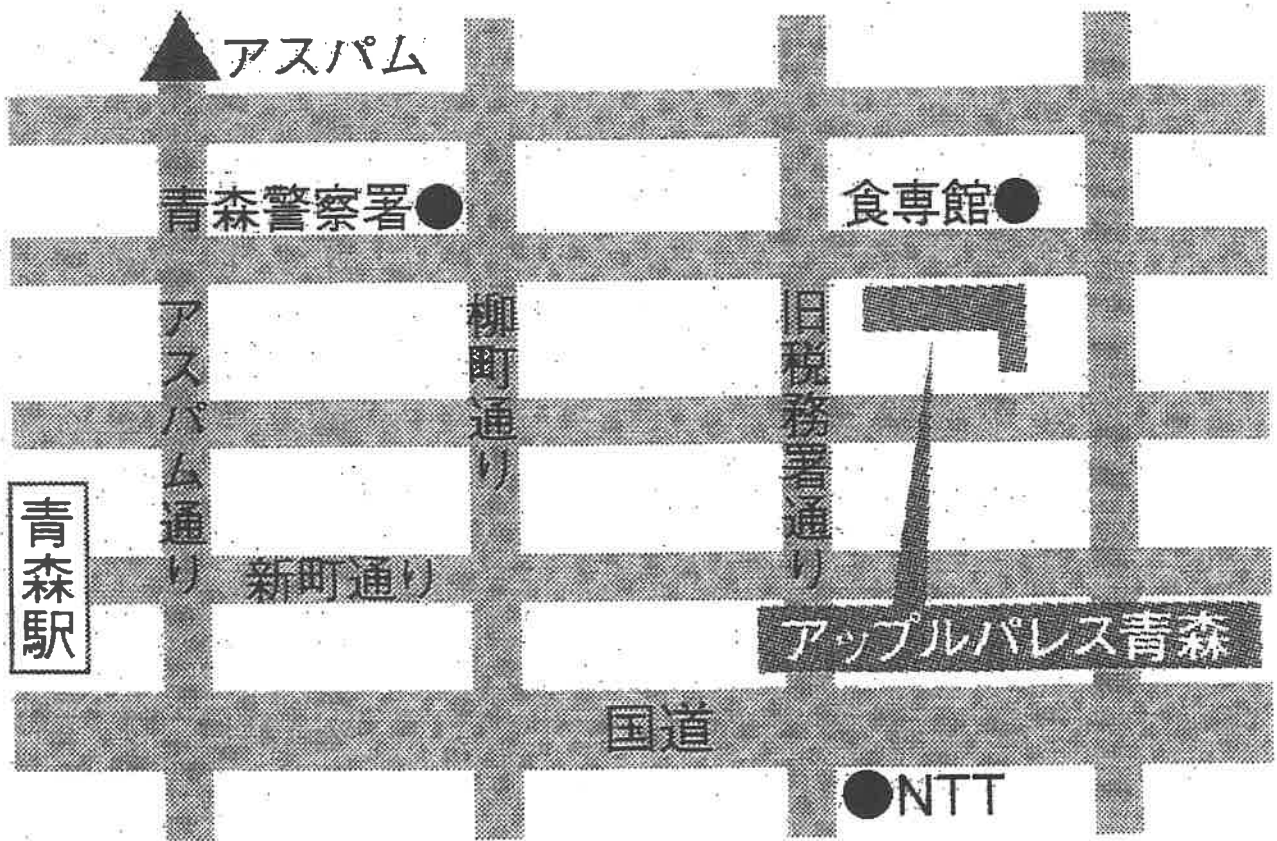 アスパム
青森警察署
食専館
アスパム通り
柳町通り
旧税務署通り
青森駅
新町通り
アップルパレス青森
国道
NTT